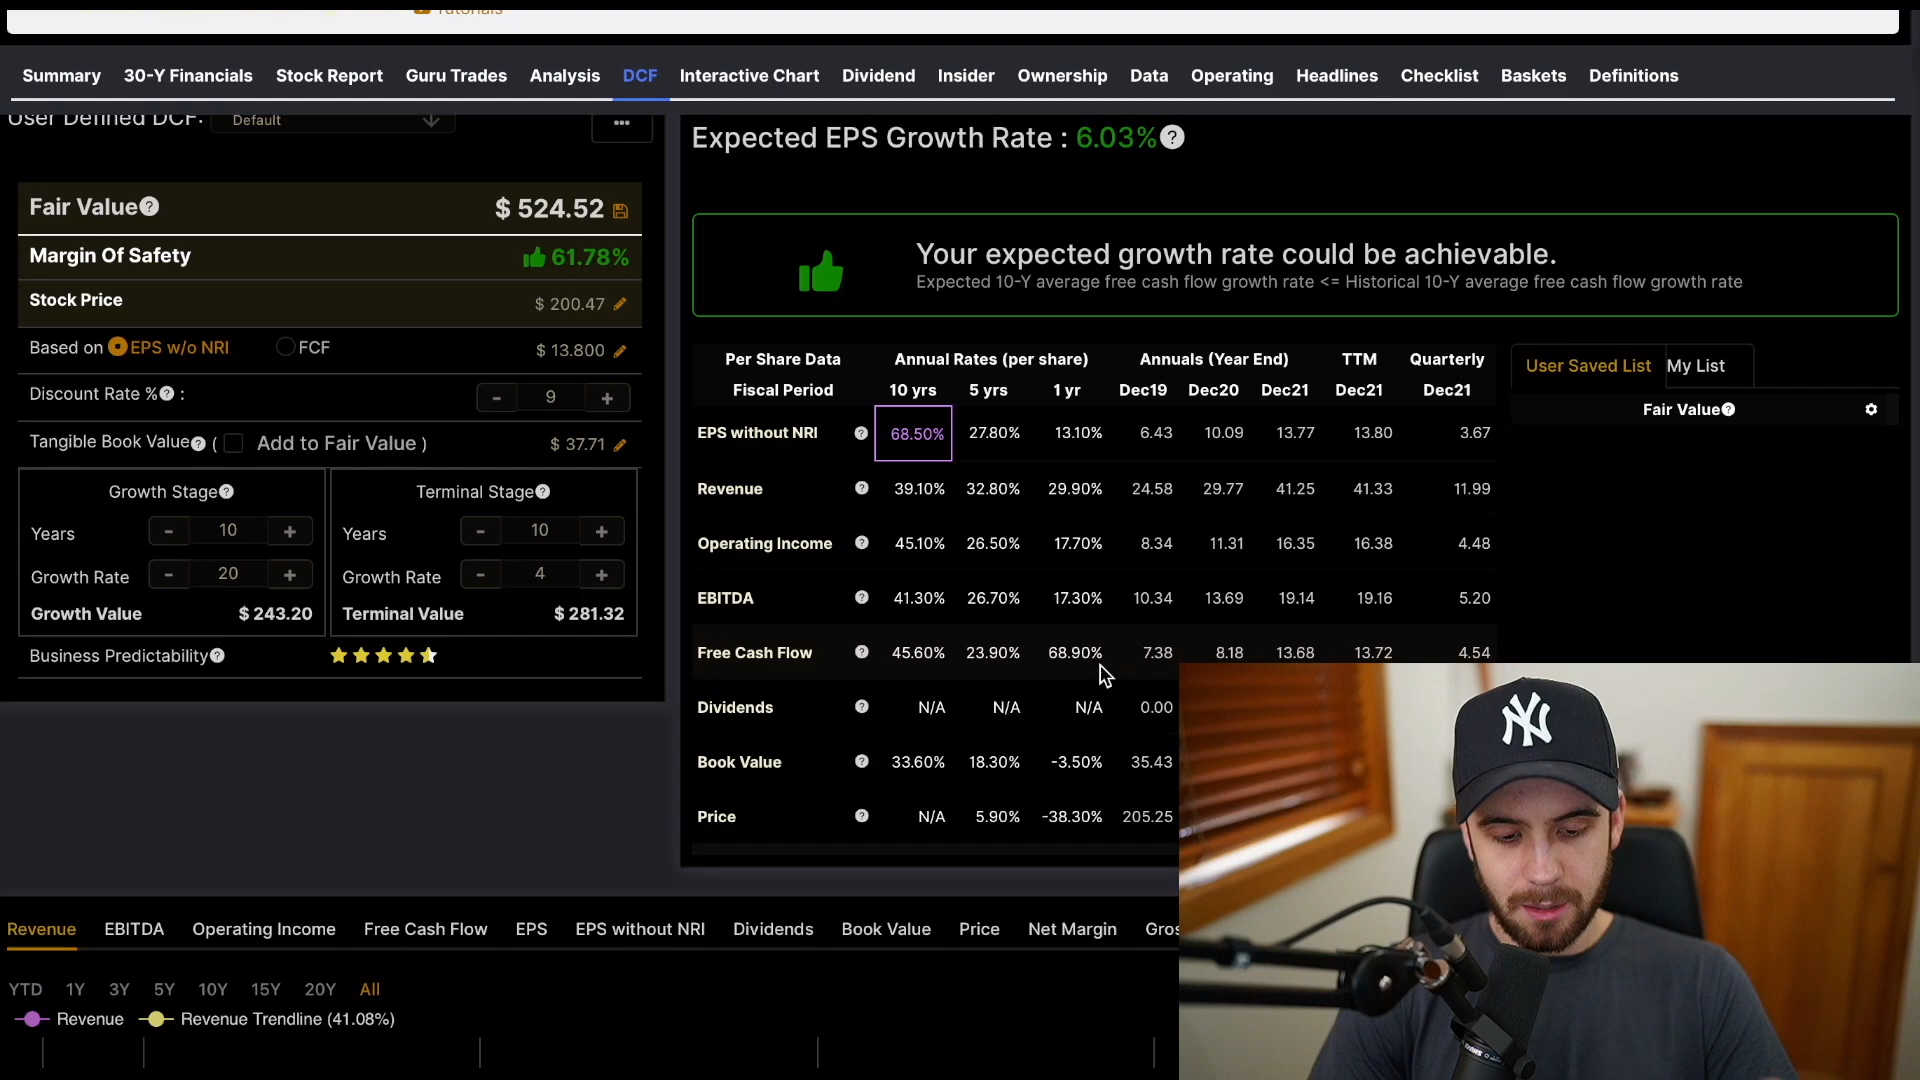 Tutorials
Summary 30-Y Financials Stock Report Guru Trades Analysis DCF Interactive Chart Dividend Insider Ownership Data Operating Headlines Checklist Baskets Definitions
User Defined DCF: Default
Fair Value $ 524.52
Margin Of Safety 61.78%
Stock Price $ 200.47
Based on EPS w/o NRI FCF $ 13.800
Discount Rate % : - 9 +
Tangible Book Value ( Add to Fair Value ) $ 37.71
Growth Stage Terminal Stage
Years - 10 + Years - 10 +
Growth Rate - 20 + Growth Rate - 4 +
Growth Value $ 243.20 Terminal Value $ 281.32
Business Predictability
Expected EPS Growth Rate : 6.03%
Your expected growth rate could be achievable.
Expected 10-Y average free cash flow growth rate <= Historical 10-Y average free cash flow growth rate
Per Share Data Annual Rates (per share) Annuals (Year End) TTM Quarterly
Fiscal Period 10 yrs 5 yrs 1 yr Dec19 Dec20 Dec21 Dec21 Dec21
EPS without NRI 68.50% 27.80% 13.10% 6.43 10.09 13.77 13.80 3.67
Revenue 39.10% 32.80% 29.90% 24.58 29.77 41.25 41.33 11.99
Operating Income 45.10% 26.50% 17.70% 8.34 11.31 16.35 16.38 4.48
EBITDA 41.30% 26.70% 17.30% 10.34 13.69 19.14 19.16 5.20
Free Cash Flow 45.60% 23.90% 68.90% 7.38 8.18 13.68 13.72 4.54
Dividends N/A N/A N/A 0.00
Book Value 33.60% 18.30% -3.50% 35.43
Price N/A 5.90% -38.30% 205.25
User Saved List My List
Fair Value
Revenue EBITDA Operating Income Free Cash Flow EPS EPS without NRI Dividends Book Value Price Net Margin Gros
YTD 1Y 3Y 5Y 10Y 15Y 20Y All
Revenue Revenue Trendline (41.08%)
NY